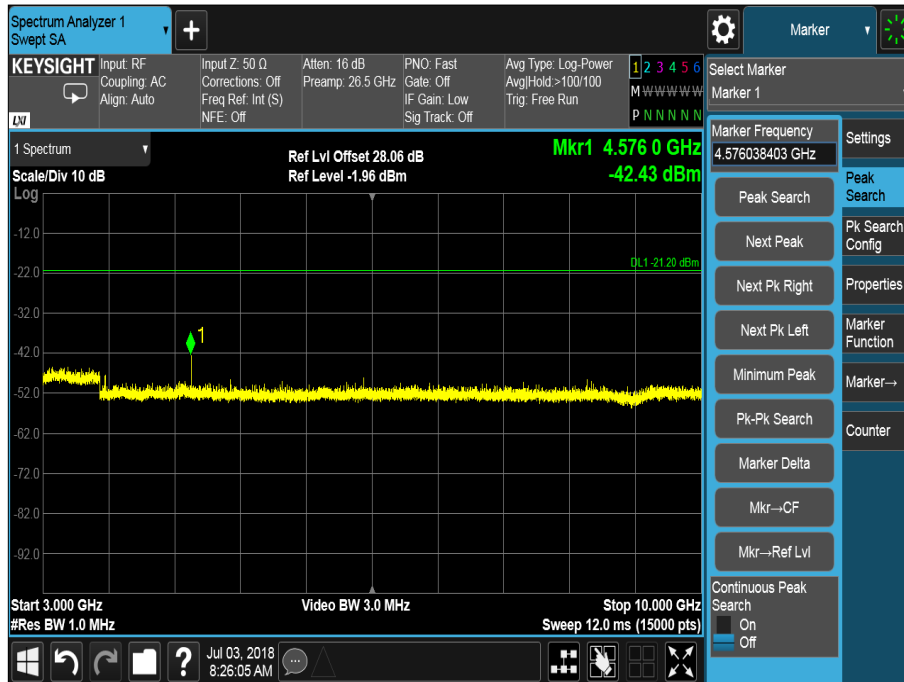 Spectrum Analyzer 1
Swept SA
Marker
KEYSIGHT
LXI
Input: RF
Coupling: AC
Align: Auto
Input Z: 50 Ω
Corrections: Off
Freq Ref: Int (S)
NFE: Off
Atten: 16 dB
Preamp: 26.5 GHz
PNO: Fast
Gate: Off
IF Gain: Low
Sig Track: Off
Avg Type: Log-Power
Avg|Hold:>100/100
Trig: Free Run
1 2 3 4 5 6
M W W W W W
P N N N N N
Select Marker
Marker 1
1 Spectrum
Scale/Div 10 dB
Ref Lvl Offset 28.06 dB
Ref Level -1.96 dBm
Mkr1 4.576 0 GHz
-42.43 dBm
Log
-12.0
-22.0
-32.0
-42.0
-52.0
-62.0
-72.0
-82.0
-92.0
DL1 -21.20 dBm
1
Start 3.000 GHz
#Res BW 1.0 MHz
Video BW 3.0 MHz
Stop 10.000 GHz
Sweep 12.0 ms (15000 pts)
Marker Frequency
4.576038403 GHz
Peak Search
Next Peak
Next Pk Right
Next Pk Left
Minimum Peak
Pk-Pk Search
Marker Delta
Mkr→CF
Mkr→Ref Lvl
Continuous Peak
Search
On
Off
Settings
Peak
Search
Pk Search
Config
Properties
Marker
Function
Marker→
Counter
?
Jul 03, 2018
8:26:05 AM